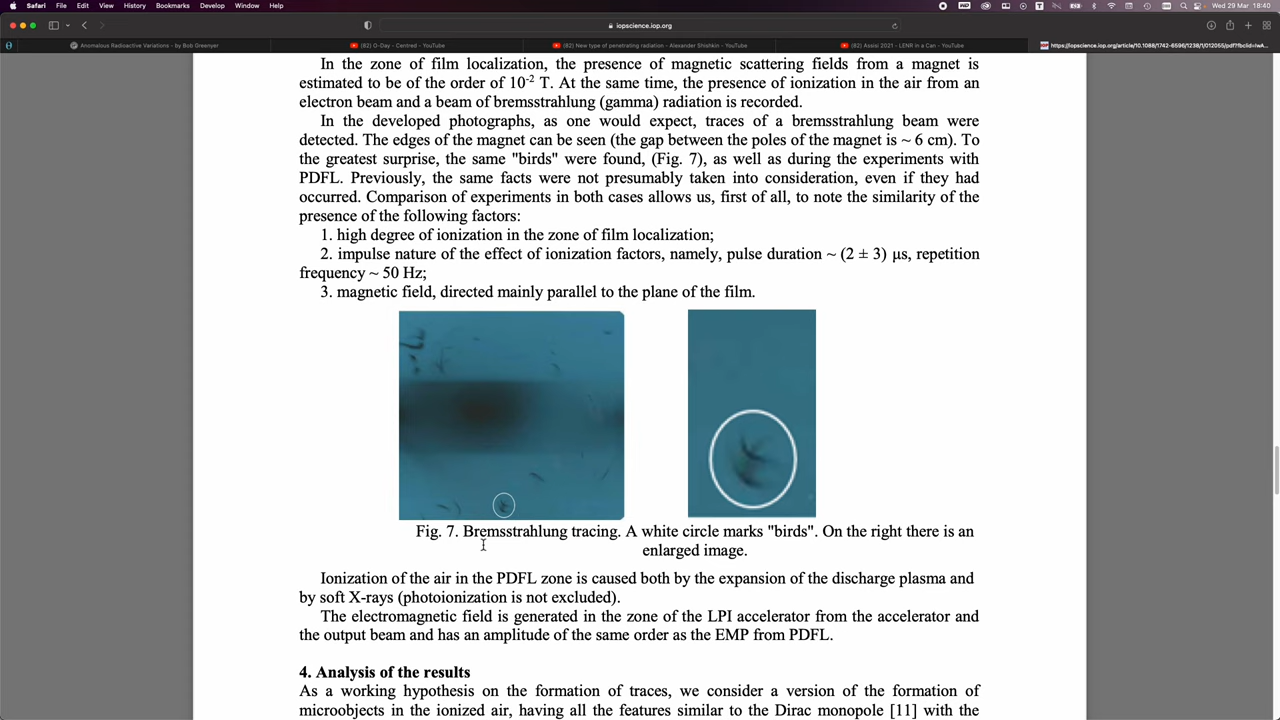 Safari File Edit View History Bookmarks Develop Window Help
Wed 29 Mar 18:40
iopscience.iop.org
Anomalous Radioactive Variations - by Bob Greenyer
(82) O-Day - Centred - YouTube
(82) New type of penetrating radiation - Alexander Shishkin - YouTube
(82) Assisi 2021 - LENR in a Can - YouTube
https://iopscience.iop.org/article/10.1088/1742-6596/1238/1/012055/pdf?fbclid=IwA...
In the zone of film localization, the presence of magnetic scattering fields from a magnet is
estimated to be of the order of 10⁻² T. At the same time, the presence of ionization in the air from an
electron beam and a beam of bremsstrahlung (gamma) radiation is recorded.
In the developed photographs, as one would expect, traces of a bremsstrahlung beam were
detected. The edges of the magnet can be seen (the gap between the poles of the magnet is ~ 6 cm). To
the greatest surprise, the same "birds" were found, (Fig. 7), as well as during the experiments with
PDFL. Previously, the same facts were not presumably taken into consideration, even if they had
occurred. Comparison of experiments in both cases allows us, first of all, to note the similarity of the
presence of the following factors:
1. high degree of ionization in the zone of film localization;
2. impulse nature of the effect of ionization factors, namely, pulse duration ~ (2 ± 3) μs, repetition
frequency ~ 50 Hz;
3. magnetic field, directed mainly parallel to the plane of the film.
Fig. 7. Bremsstrahlung tracing. A white circle marks "birds". On the right there is an
enlarged image.
Ionization of the air in the PDFL zone is caused both by the expansion of the discharge plasma and
by soft X-rays (photoionization is not excluded).
The electromagnetic field is generated in the zone of the LPI accelerator from the accelerator and
the output beam and has an amplitude of the same order as the EMP from PDFL.
4. Analysis of the results
As a working hypothesis on the formation of traces, we consider a version of the formation of
microobjects in the ionized air, having all the features similar to the Dirac monopole [11] with the